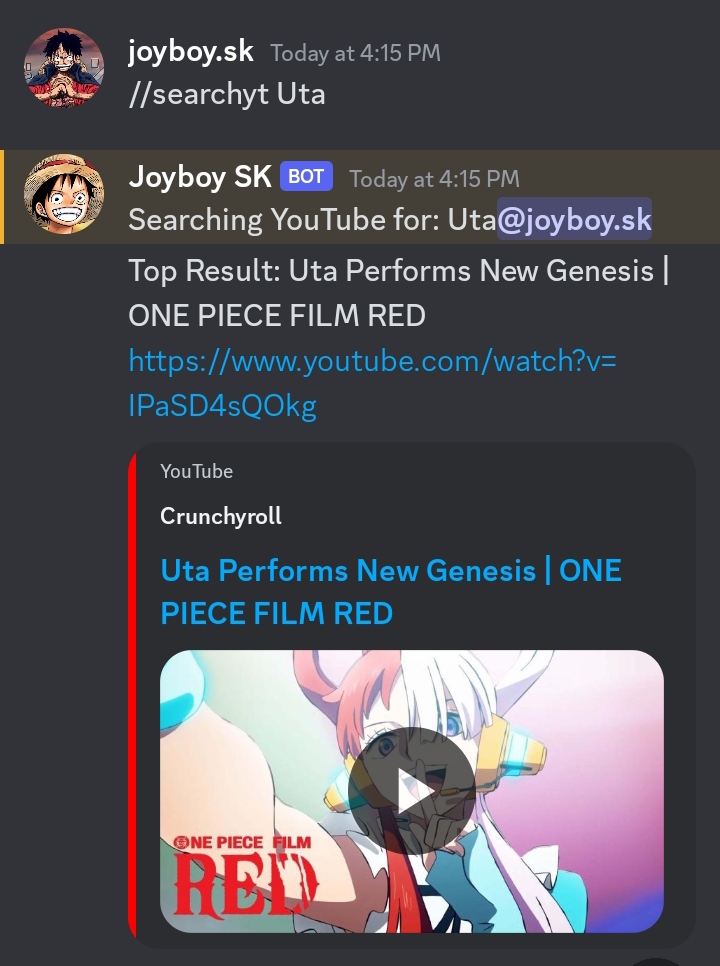 joyboy.sk Today at 4:15 PM
//searchyt Uta
Joyboy SK BOT Today at 4:15 PM
Searching YouTube for: Uta@joyboy.sk
Top Result: Uta Performs New Genesis |
ONE PIECE FILM RED
https://www.youtube.com/watch?v=
IPaSD4sQOkg
YouTube
Crunchyroll
Uta Performs New Genesis | ONE
PIECE FILM RED
ONE PIECE FILM
RED